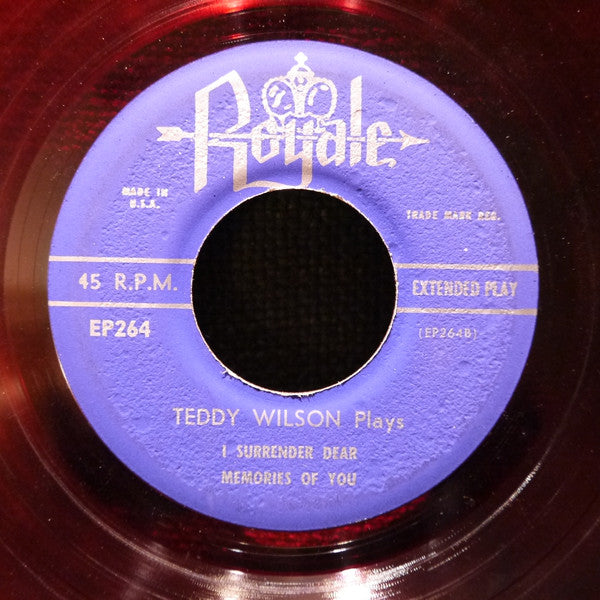 Royale
MADE IN
U.S.A.
TRADE MARK REG.
45 R.P.M.
EXTENDED PLAY
EP264
(EP264B)
TEDDY WILSON Plays
I SURRENDER DEAR
MEMORIES OF YOU